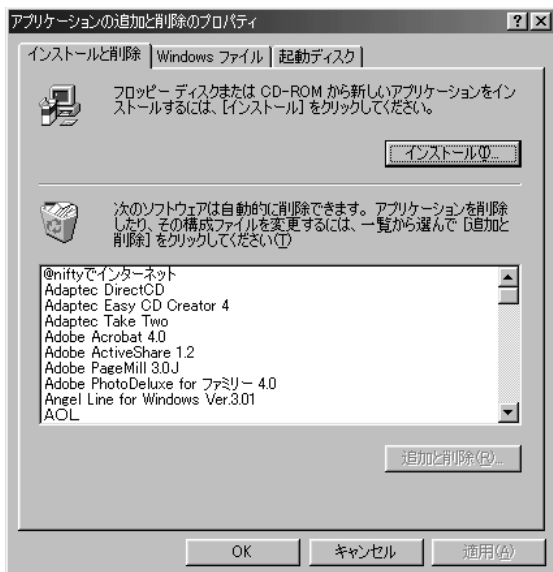 アプリケーションの追加と削除のプロパティ
インストールと削除 Windows ファイル 起動ディスク
フロッピー ディスクまたは CD-ROM から新しいアプリケーションをイン
ストールするには、[インストール] をクリックしてください。
インストール(I)...
次のソフトウェアは自動的に削除できます。アプリケーションを削除
したり、その構成ファイルを変更するには、一覧から選んで [追加と
削除] をクリックしてください(T)
@niftyでインターネット
Adaptec DirectCD
Adaptec Easy CD Creator 4
Adaptec Take Two
Adobe Acrobat 4.0
Adobe ActiveShare 1.2
Adobe PageMill 3.0J
Adobe PhotoDeluxe for ファミリー 4.0
Angel Line for Windows Ver.3.01
AOL
追加と削除(R)...
OK キャンセル 適用(A)